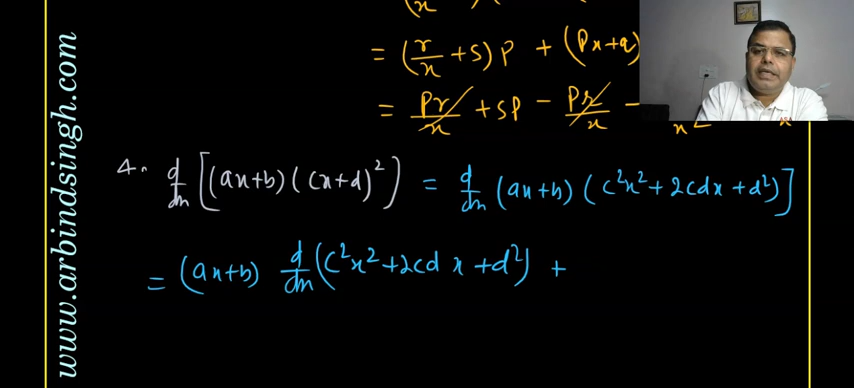 www.arbindsingh.com
= (r/x + s) p + (px+q)
= pr/x + sp - pr/x -
4. d/dx [(ax+b)(cx+d)²] = d/dx (ax+b)(c²x²+2cdx+d²)]
= (ax+b) d/dx (c²x²+2cd x+d²) +